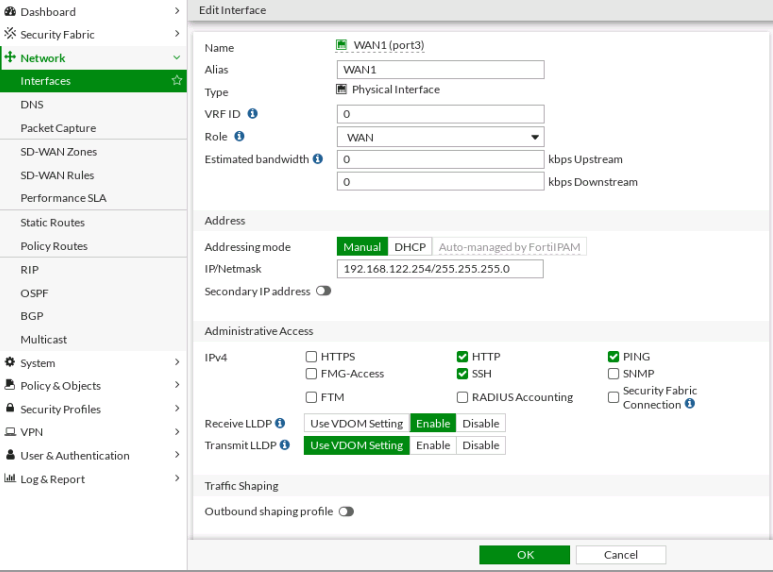 Dashboard
Security Fabric
Network
Interfaces
DNS
Packet Capture
SD-WAN Zones
SD-WAN Rules
Performance SLA
Static Routes
Policy Routes
RIP
OSPF
BGP
Multicast
System
Policy & Objects
Security Profiles
VPN
User & Authentication
Log & Report
Edit Interface
Name WAN1 (port3)
Alias WAN1
Type Physical Interface
VRF ID 0
Role WAN
Estimated bandwidth 0 kbps Upstream
0 kbps Downstream
Address
Addressing mode Manual DHCP Auto-managed by FortiIPAM
IP/Netmask 192.168.122.254/255.255.255.0
Secondary IP address
Administrative Access
IPv4 HTTPS HTTP PING
FMG-Access SSH SNMP
FTM RADIUS Accounting Security Fabric
Connection
Receive LLDP Use VDOM Setting Enable Disable
Transmit LLDP Use VDOM Setting Enable Disable
Traffic Shaping
Outbound shaping profile
OK Cancel